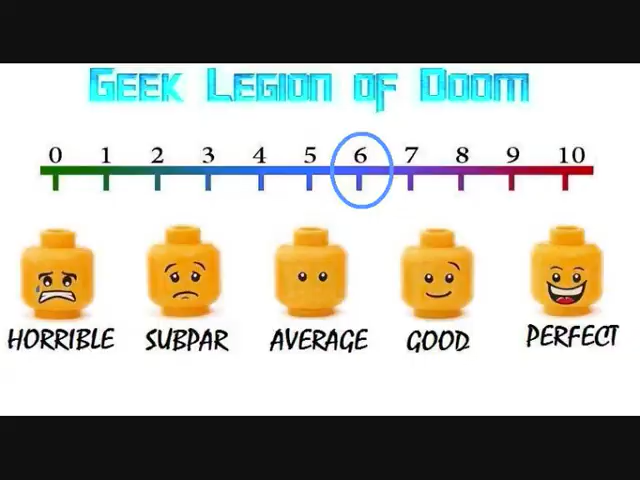 Geek Legion of Doom
0 1 2 3 4 5 6 7 8 9 10
HORRIBLE SUBPAR AVERAGE GOOD PERFECT